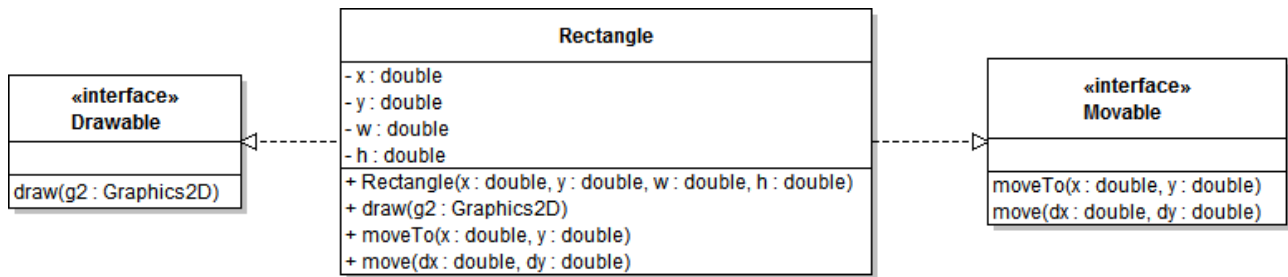 «interface»
Drawable
draw(g2 : Graphics2D)
Rectangle
- x : double
- y : double
- w : double
- h : double
+ Rectangle(x : double, y : double, w : double, h : double)
+ draw(g2 : Graphics2D)
+ moveTo(x : double, y : double)
+ move(dx : double, dy : double)
«interface»
Movable
moveTo(x : double, y : double)
move(dx : double, dy : double)